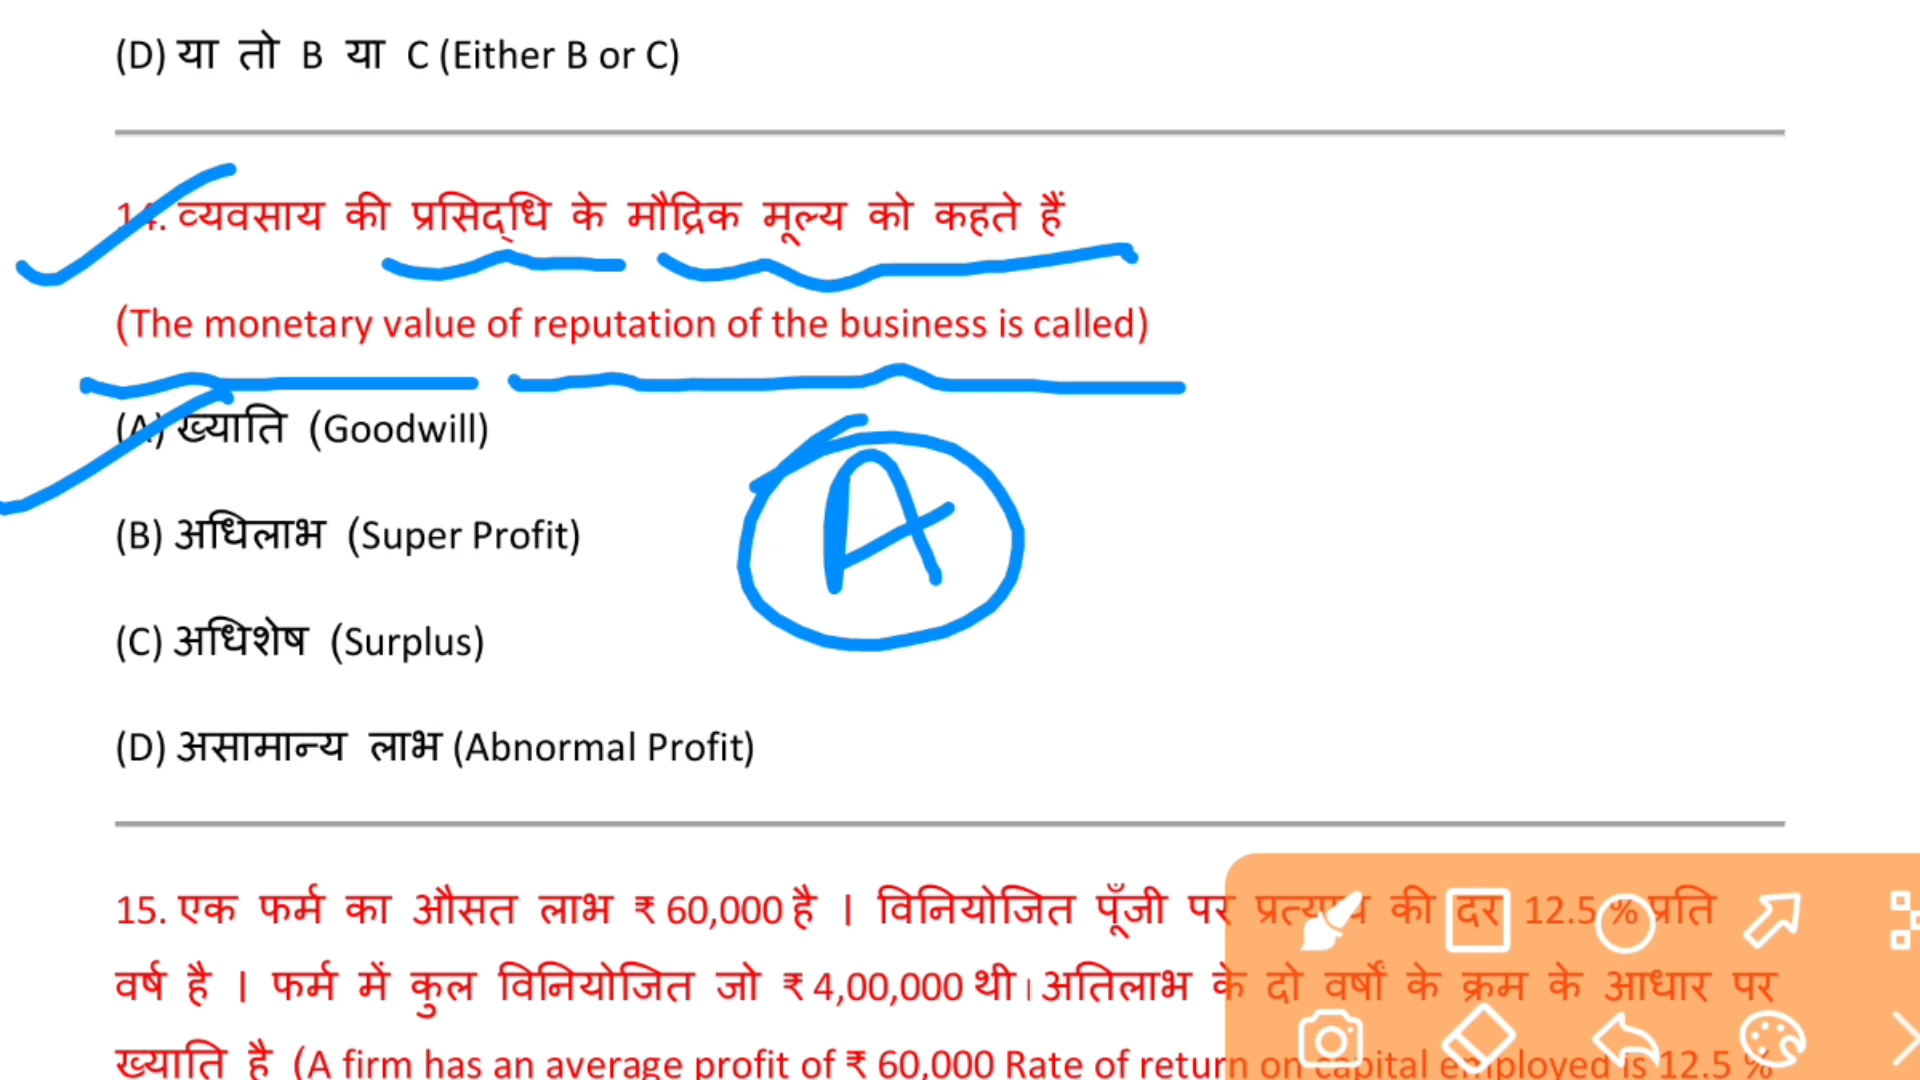 (D) या तो B या C (Either B or C)
14. व्यवसाय की प्रसिद्धि के मौद्रिक मूल्य को कहते हैं
(The monetary value of reputation of the business is called)
(A) ख्याति (Goodwill)
A
(B) अधिलाभ (Super Profit)
(C) अधिशेष (Surplus)
(D) असामान्य लाभ (Abnormal Profit)
15. एक फर्म का औसत लाभ ₹ 60,000 है । विनियोजित पूँजी पर प्रत्याय की दर 12.5 % प्रति
वर्ष है । फर्म में कुल विनियोजित जो ₹ 4,00,000 थी। अतिलाभ के दो वर्षों के क्रम के आधार पर
ख्याति है (A firm has an average profit of ₹ 60,000 Rate of return on capital employed is 12.5 %